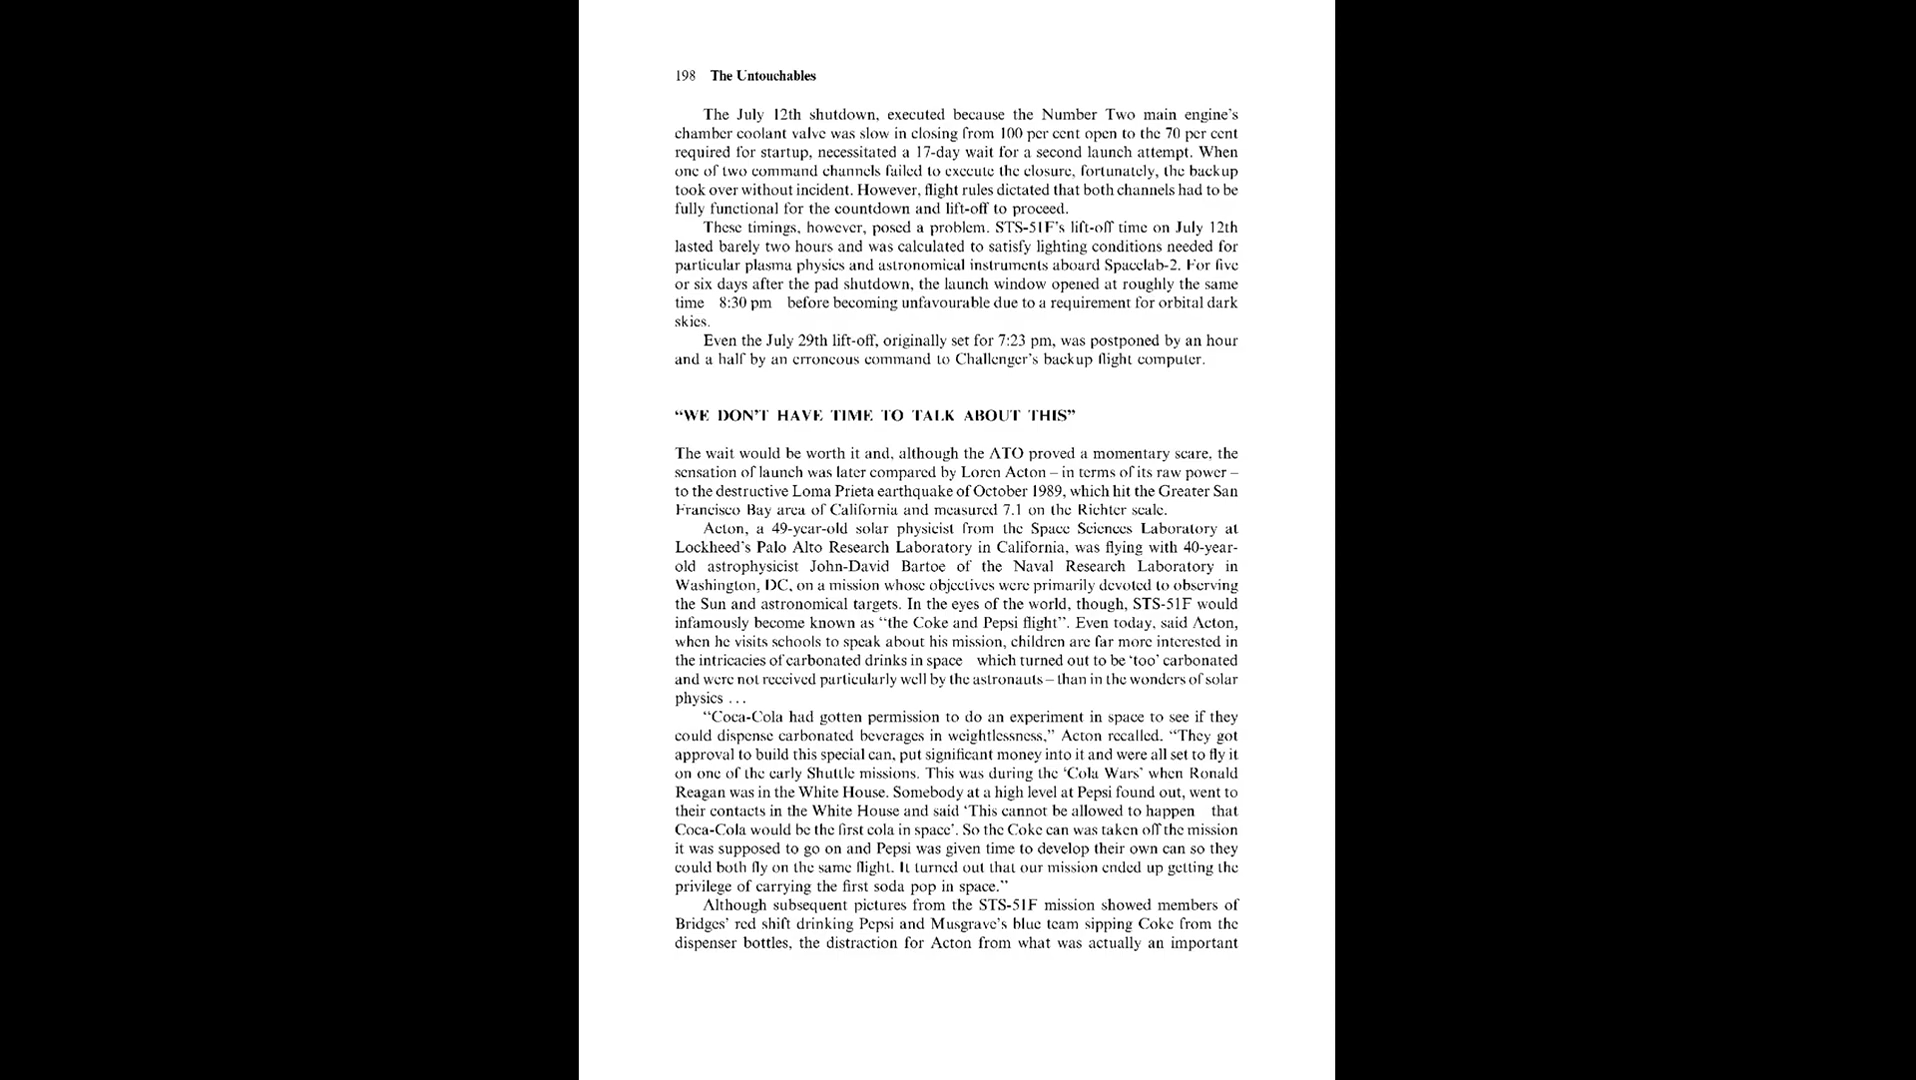 198 The Untouchables
The July 12th shutdown, executed because the Number Two main engine's
chamber coolant valve was slow in closing from 100 per cent open to the 70 per cent
required for startup, necessitated a 17-day wait for a second launch attempt. When
one of two command channels failed to execute the closure, fortunately, the backup
took over without incident. However, flight rules dictated that both channels had to be
fully functional for the countdown and lift-off to proceed.
These timings, however, posed a problem. STS-51F's lift-off time on July 12th
lasted barely two hours and was calculated to satisfy lighting conditions needed for
particular plasma physics and astronomical instruments aboard Spacelab-2. For five
or six days after the pad shutdown, the launch window opened at roughly the same
time 8:30 pm before becoming unfavourable due to a requirement for orbital dark
skies.
Even the July 29th lift-off, originally set for 7:23 pm, was postponed by an hour
and a half by an erroneous command to Challenger's backup flight computer.
“WE DON'T HAVE TIME TO TALK ABOUT THIS”
The wait would be worth it and, although the ATO proved a momentary scare, the
sensation of launch was later compared by Loren Acton – in terms of its raw power –
to the destructive Loma Prieta earthquake of October 1989, which hit the Greater San
Francisco Bay area of California and measured 7.1 on the Richter scale.
Acton, a 49-year-old solar physicist from the Space Sciences Laboratory at
Lockheed's Palo Alto Research Laboratory in California, was flying with 40-year-
old astrophysicist John-David Bartoe of the Naval Research Laboratory in
Washington, DC, on a mission whose objectives were primarily devoted to observing
the Sun and astronomical targets. In the eyes of the world, though, STS-51F would
infamously become known as “the Coke and Pepsi flight”. Even today, said Acton,
when he visits schools to speak about his mission, children are far more interested in
the intricacies of carbonated drinks in space which turned out to be ‘too’ carbonated
and were not received particularly well by the astronauts – than in the wonders of solar
physics ...
“Coca-Cola had gotten permission to do an experiment in space to see if they
could dispense carbonated beverages in weightlessness,” Acton recalled. “They got
approval to build this special can, put significant money into it and were all set to fly it
on one of the early Shuttle missions. This was during the ‘Cola Wars’ when Ronald
Reagan was in the White House. Somebody at a high level at Pepsi found out, went to
their contacts in the White House and said ‘This cannot be allowed to happen that
Coca-Cola would be the first cola in space’. So the Coke can was taken off the mission
it was supposed to go on and Pepsi was given time to develop their own can so they
could both fly on the same flight. It turned out that our mission ended up getting the
privilege of carrying the first soda pop in space.”
Although subsequent pictures from the STS-51F mission showed members of
Bridges' red shift drinking Pepsi and Musgrave's blue team sipping Coke from the
dispenser bottles, the distraction for Acton from what was actually an important